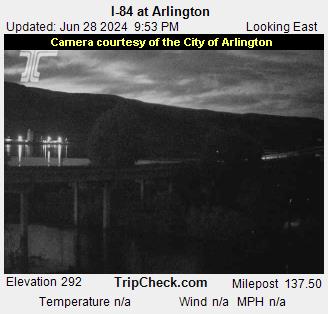 I-84 at Arlington
Updated: Jun 28 2024 9:53 PM Looking East
Camera courtesy of the City of Arlington
Elevation 292 TripCheck.com Milepost 137.50
Temperature n/a Wind n/a MPH n/a